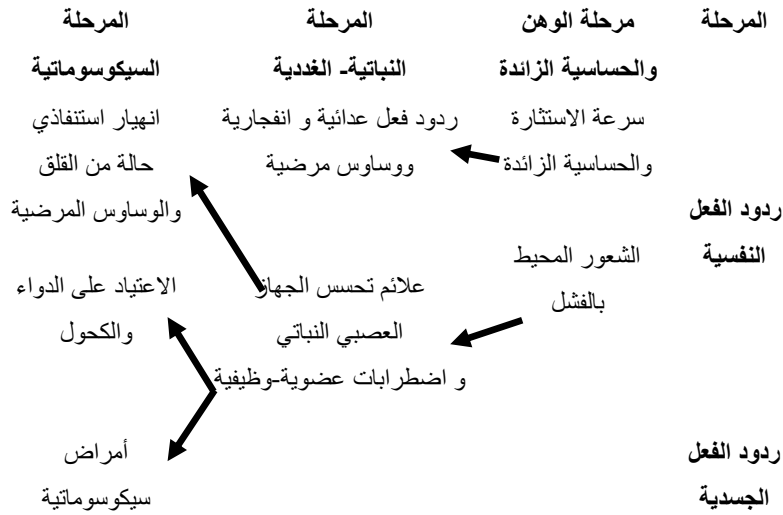 المرحلة
مرحلة الوهن
والحساسية الزائدة
المرحلة
النباتية- الغددية
المرحلة
السيكوسوماتية
ردود الفعل
النفسية
سرعة الاستثارة
والحساسية الزائدة
ردود فعل عدائية و انفجارية
ووساوس مرضية
انهيار استنفاذي
حالة من القلق
والوساوس المرضية
الشعور المحيط
بالفشل
علائم تحسس الجهاز
العصبي النباتي
و اضطرابات عضوية-وظيفية
الاعتياد على الدواء
والكحول
ردود الفعل
الجسدية
أمراض
سيكوسوماتية